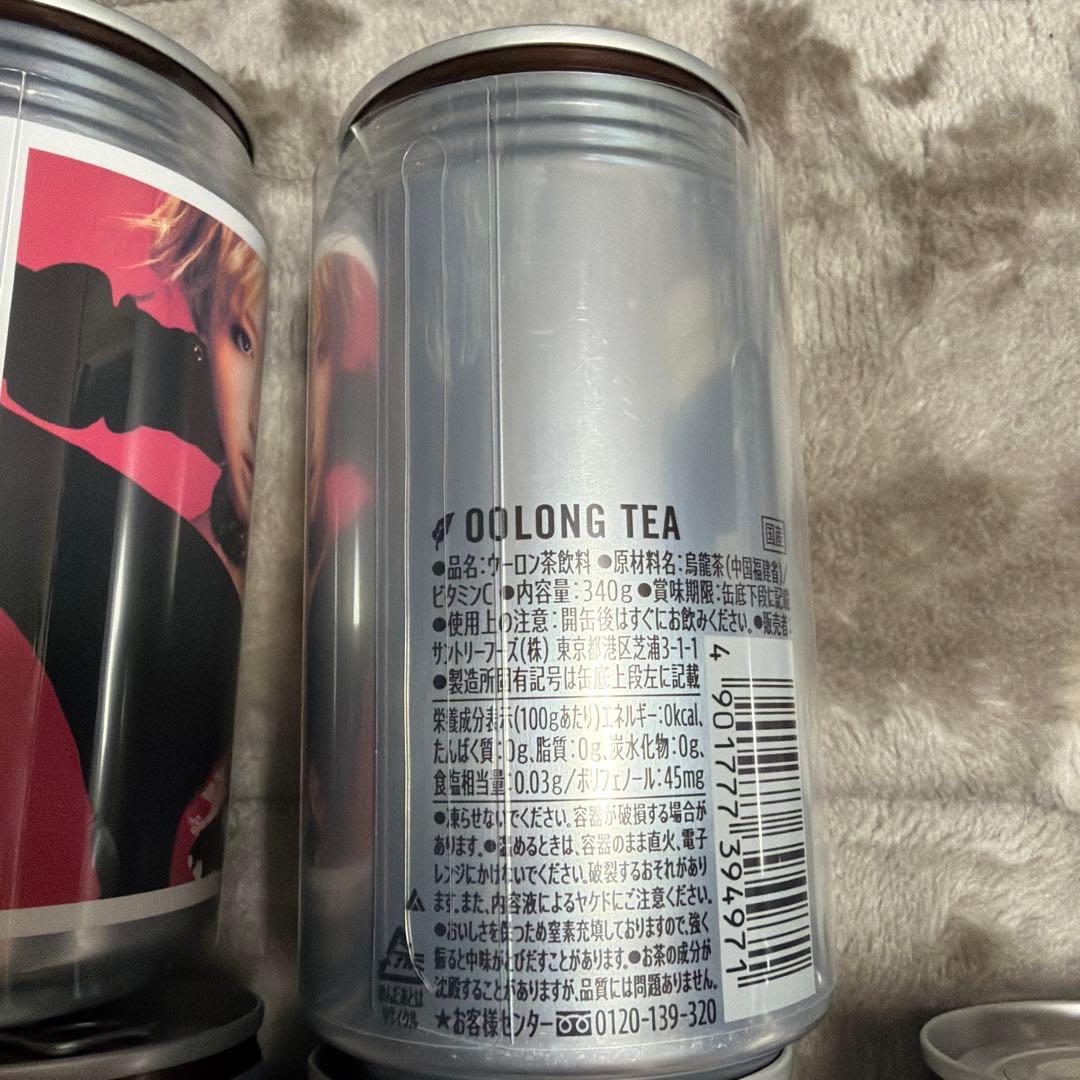 OOLONG TEA
国産
●品名:ウーロン茶飲料 ●原材料名:烏龍茶(中国福建省)/
ビタミンC ●内容量:340g ●賞味期限:缶底下段に記載
●使用上の注意:開缶後はすぐにお飲みください。●販売者:
サントリーフーズ(株) 東京都港区芝浦3-1-1
●製造所固有記号は缶底上段左に記載
栄養成分表示(100gあたり)エネルギー:0kcal、
たんぱく質:0g、脂質:0g、炭水化物:0g、
食塩相当量:0.03g/ポリフェノール:45mg
●凍らせないでください。容器が破損する場合が
あります。●温めるときは、容器のまま直火、電子
レンジにかけないでください。破裂するおそれがあり
ます。また、内容液によるヤケドにご注意ください。
●おいしさを保つため窒素充填しておりますので、強く
振ると中味がとびだすことがあります。●お茶の成分が
沈殿することがありますが、品質には問題ありません。
★お客様センター 0120-139-320
アルミ
のんだあとは
リサイクル
4 901777 394971